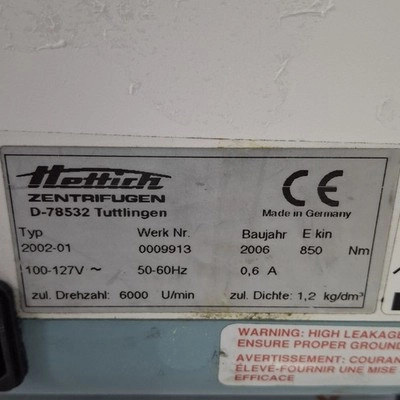 Hettich
ZENTRIFUGEN
D-78532 Tuttlingen
CE
Made in Germany
Typ Werk Nr. Baujahr E kin
2002-01 0009913 2006 850 Nm
100-127V ~ 50-60Hz 0,6 A
zul. Drehzahl: 6000 U/min zul. Dichte: 1,2 kg/dm³
WARNING: HIGH LEAKAGE
ENSURE PROPER GROUN
AVERTISSEMENT: COURAN
ÉLEVÉ-FOURNIR UNE MISE
EFFICACE